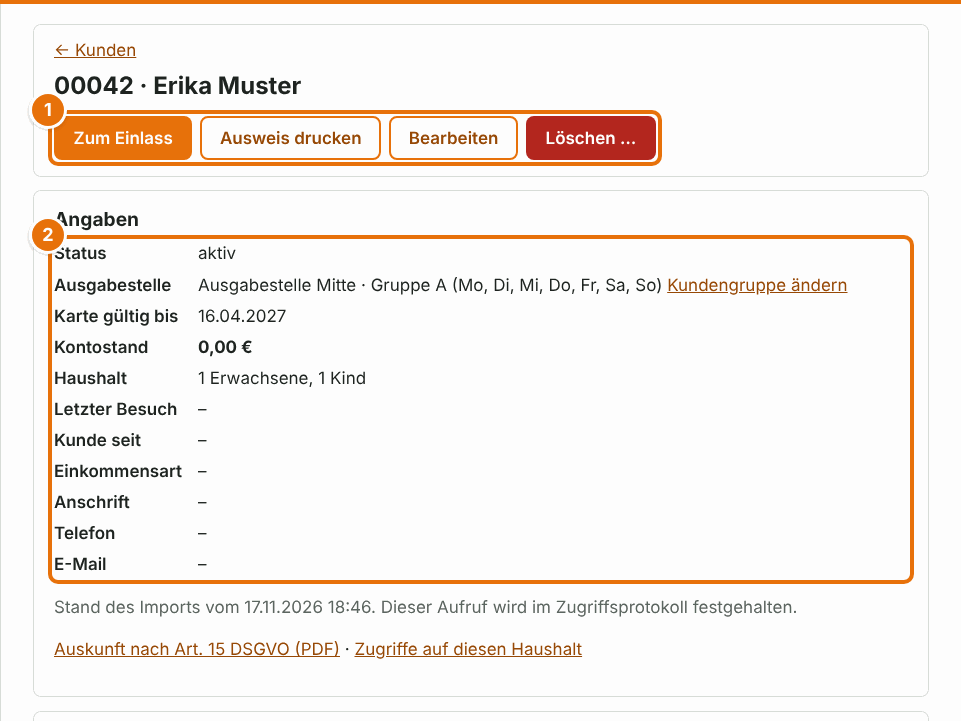 ← Kunden
00042 · Erika Muster
1
Zum Einlass
Ausweis drucken
Bearbeiten
Löschen ...
Angaben
2
Status aktiv
Ausgabestelle Ausgabestelle Mitte · Gruppe A (Mo, Di, Mi, Do, Fr, Sa, So) Kundengruppe ändern
Karte gültig bis 16.04.2027
Kontostand 0,00 €
Haushalt 1 Erwachsene, 1 Kind
Letzter Besuch –
Kunde seit –
Einkommensart –
Anschrift –
Telefon –
E-Mail –
Stand des Imports vom 17.11.2026 18:46. Dieser Aufruf wird im Zugriffsprotokoll festgehalten.
Auskunft nach Art. 15 DSGVO (PDF) · Zugriffe auf diesen Haushalt